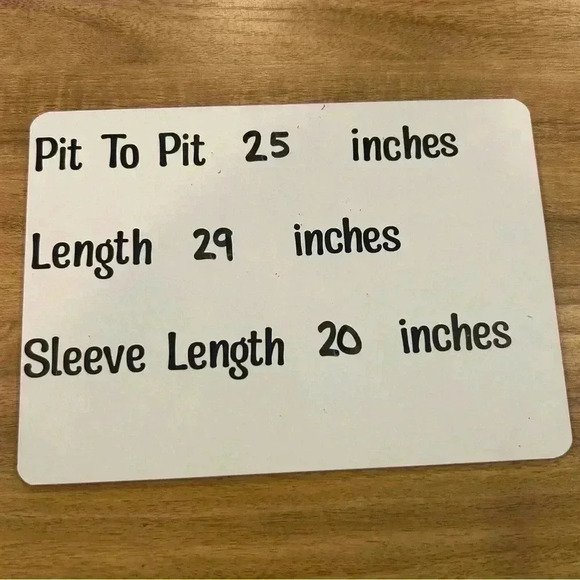 Pit To Pit 25 inches
Length 29 inches
Sleeve Length 20 inches